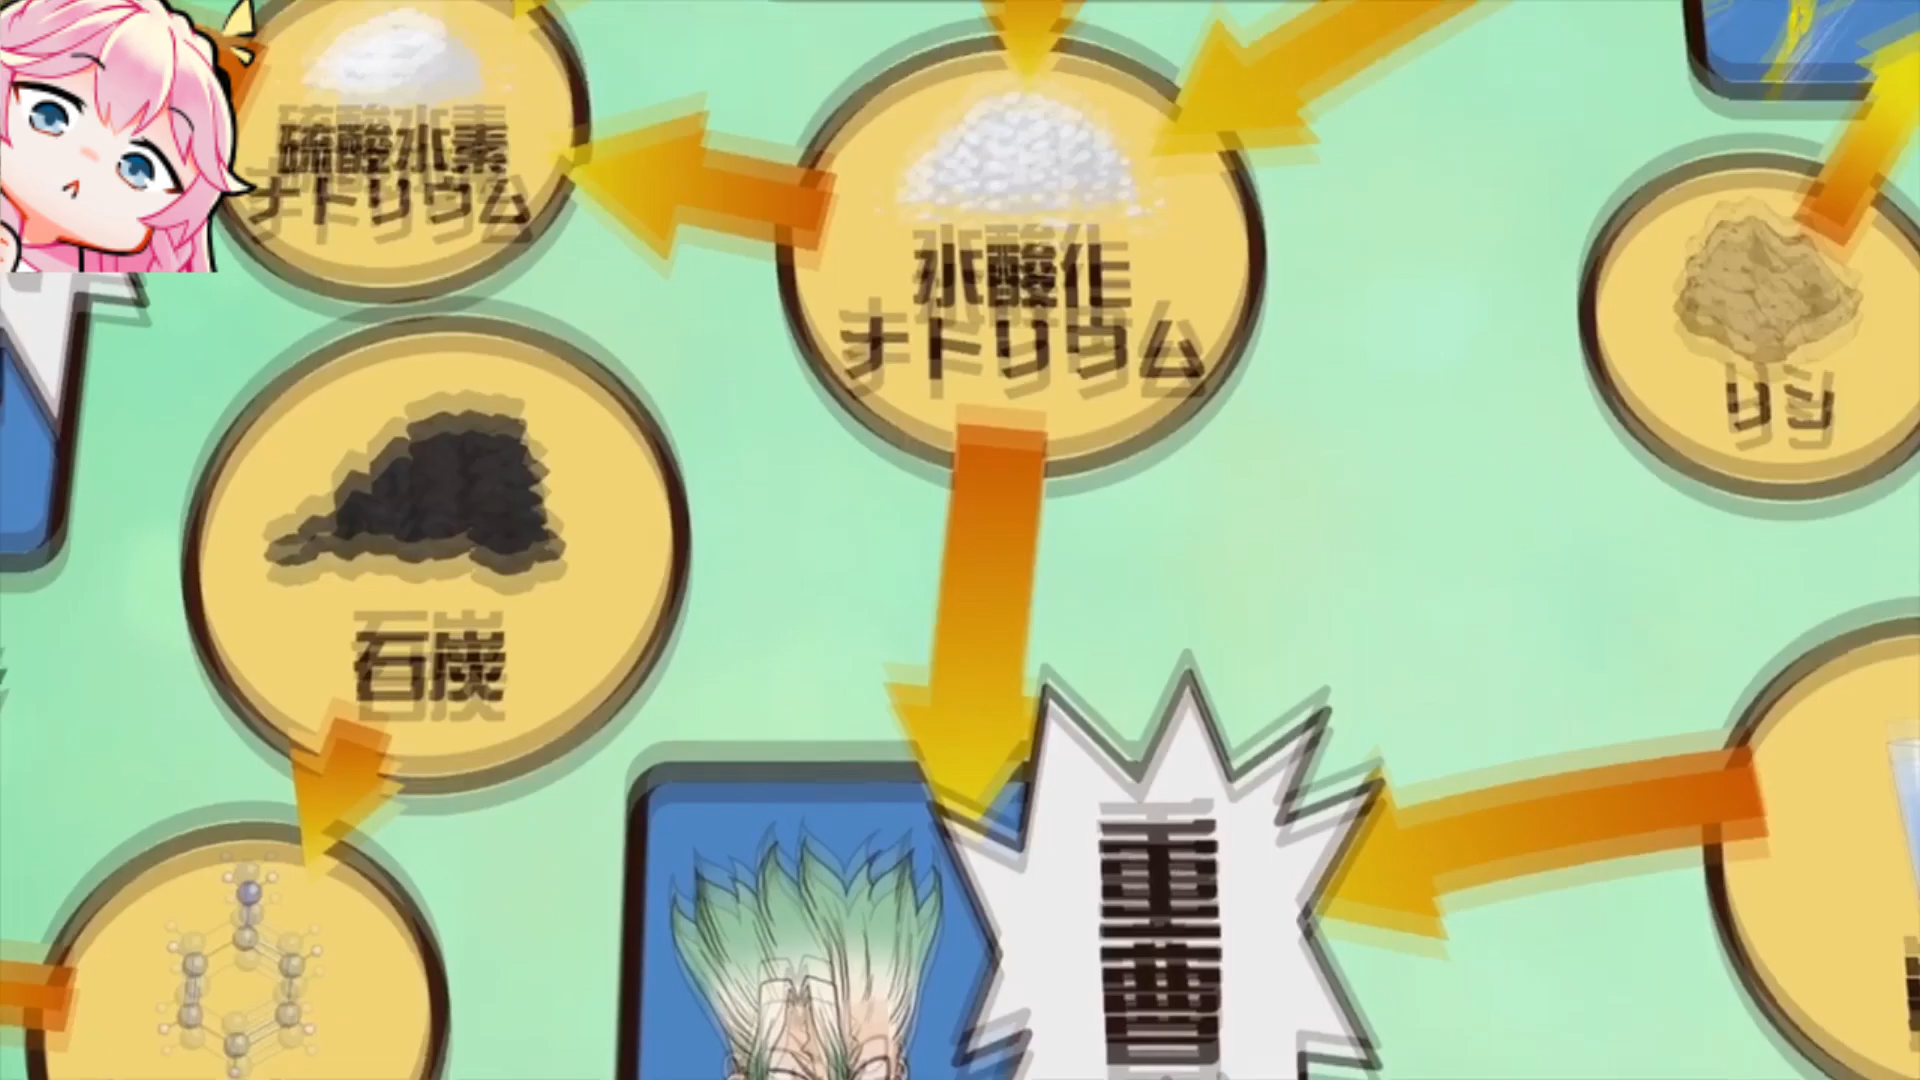 硫酸水素
ナトリウム
水酸化
ナトリウム
リン
石炭
重曹